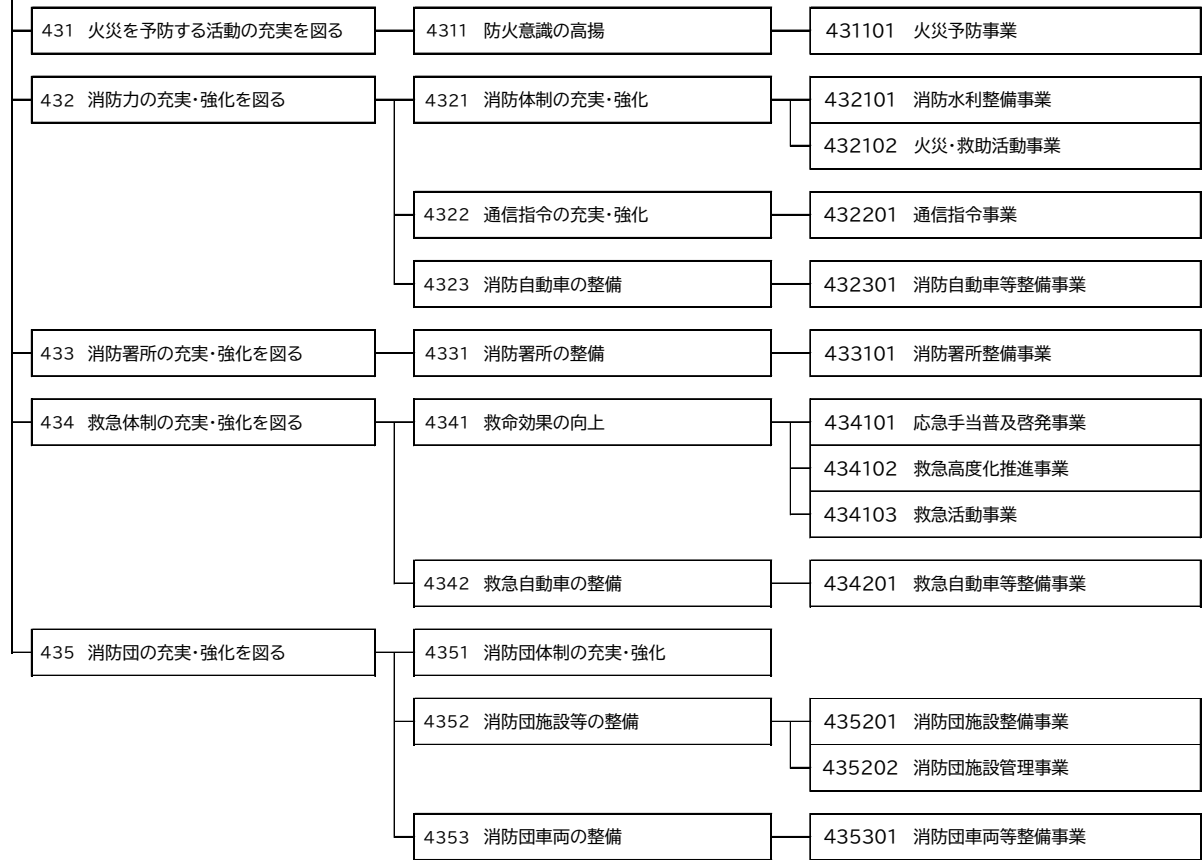 431 火災を予防する活動の充実を図る 4311 防火意識の高揚 431101 火災予防事業
432 消防力の充実・強化を図る 4321 消防体制の充実・強化 432101 消防水利整備事業
432102 火災・救助活動事業
4322 通信指令の充実・強化 432201 通信指令事業
4323 消防自動車の整備 432301 消防自動車等整備事業
433 消防署所の充実・強化を図る 4331 消防署所の整備 433101 消防署所整備事業
434 救急体制の充実・強化を図る 4341 救命効果の向上 434101 応急手当普及啓発事業
434102 救急高度化推進事業
434103 救急活動事業
4342 救急自動車の整備 434201 救急自動車等整備事業
435 消防団の充実・強化を図る 4351 消防団体制の充実・強化
4352 消防団施設等の整備 435201 消防団施設整備事業
435202 消防団施設管理事業
4353 消防団車両の整備 435301 消防団車両等整備事業